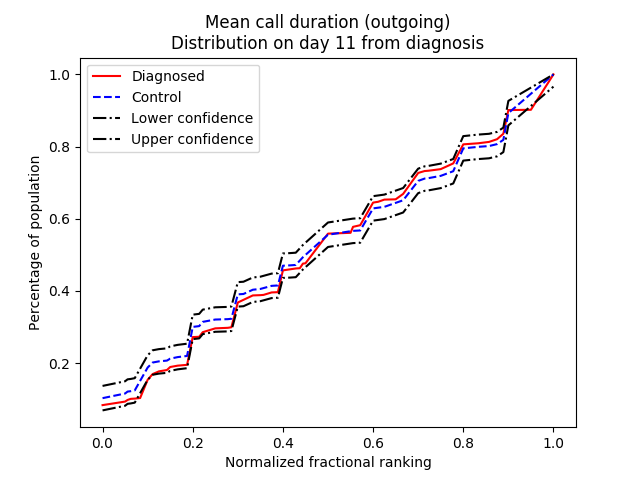 Mean call duration (outgoing)
Distribution on day 11 from diagnosis
Diagnosed
Control
Lower confidence
Upper confidence
Percentage of population
1.0
0.8
0.6
0.4
0.2
0.0 0.2 0.4 0.6 0.8 1.0
Normalized fractional ranking